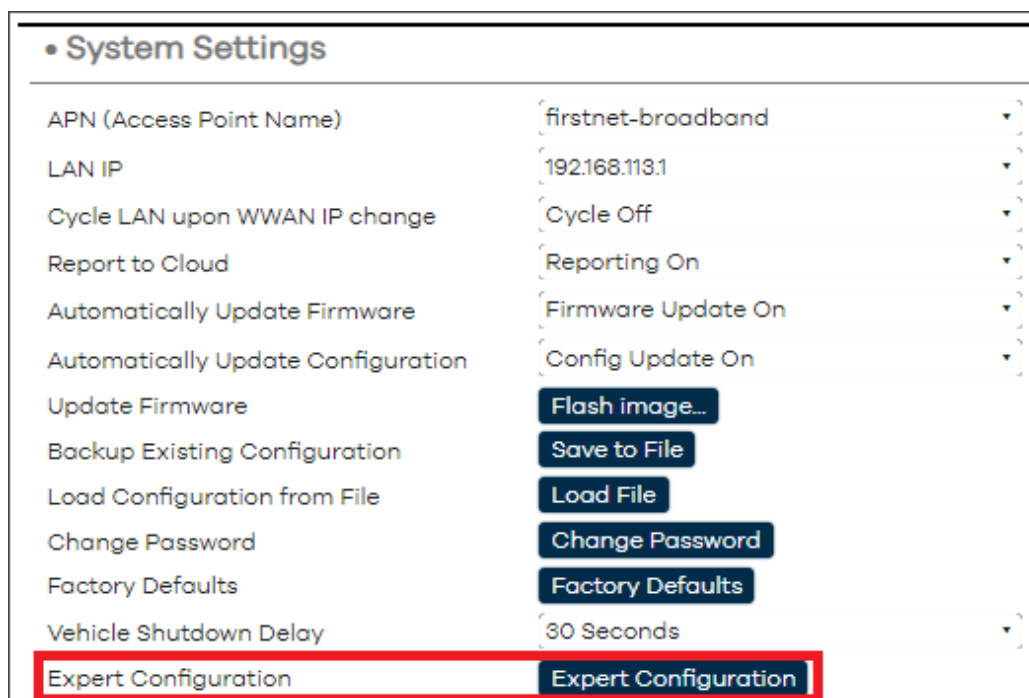 • System Settings
APN (Access Point Name) firstnet-broadband
LAN IP 192.168.113.1
Cycle LAN upon WWAN IP change Cycle Off
Report to Cloud Reporting On
Automatically Update Firmware Firmware Update On
Automatically Update Configuration Config Update On
Update Firmware Flash image...
Backup Existing Configuration Save to File
Load Configuration from File Load File
Change Password Change Password
Factory Defaults Factory Defaults
Vehicle Shutdown Delay 30 Seconds
Expert Configuration Expert Configuration